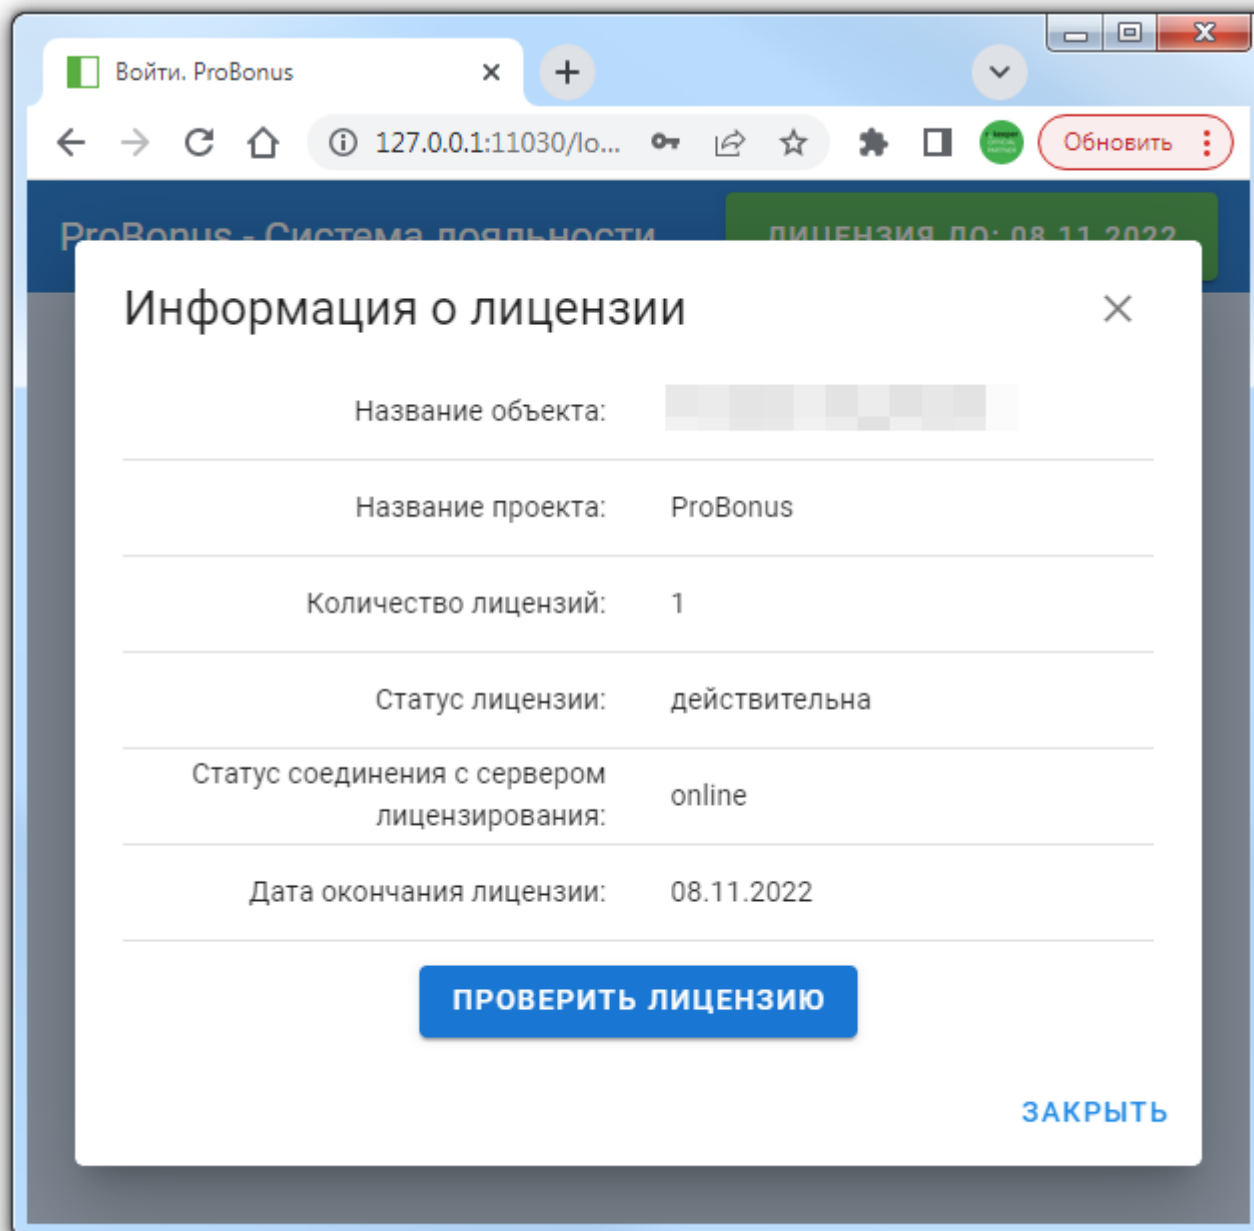 Войти. ProBonus
127.0.0.1:11030/lo...
Обновить
ProBonus - Система лояльности
ЛИЦЕНЗИЯ ДО: 08.11.2022
Информация о лицензии
Название объекта:
Название проекта: ProBonus
Количество лицензий: 1
Статус лицензии: действительна
Статус соединения с сервером
лицензирования: online
Дата окончания лицензии: 08.11.2022
ПРОВЕРИТЬ ЛИЦЕНЗИЮ
ЗАКРЫТЬ